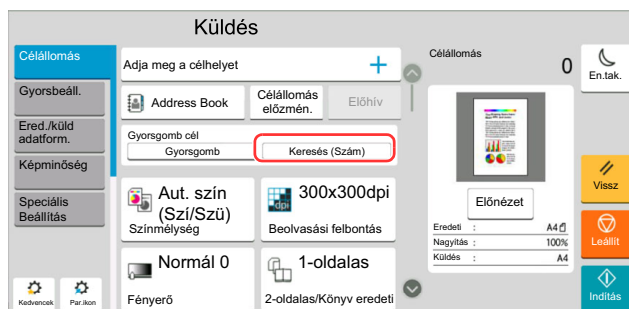 Küldés
Célállomás
Gyorsbeáll.
Ered./küld
adatform.
Képminőség
Speciális
Beállítás
Kedvencek
Par.ikon
Adja meg a célhelyet
Address Book
Célállomás
előzmén.
Előhív
Gyorsgomb cél
Gyorsgomb
Keresés (Szám)
Aut. szín
(Szí/Szü)
Színmélység
dpi
300x300dpi
Beolvasási felbontás
Normál 0
Fényerő
1-oldalas
2-oldalas/Könyv eredeti
Célállomás
0
Előnézet
Eredeti : A4
Nagyítás : 100%
Küldés : A4
En.tak.
Vissz
Leállít
Indítás